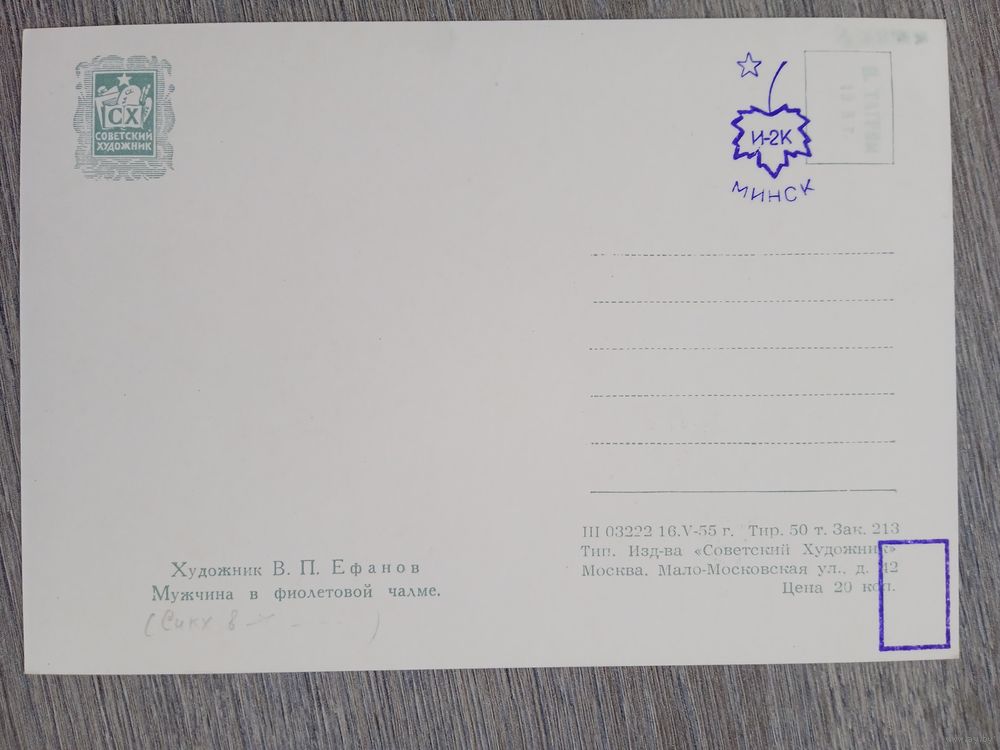 СХ
СОВЕТСКИЙ
ХУДОЖНИК
И-2К
МИНСК
Ш 03222 16.V-55 г. Тир. 50 т. Зак. 213
Тип. Изд-ва «Советский Художник»
Москва. Мало-Московская ул., д. 42
Цена 20 коп.
Художник В. П. Ефанов
Мужчина в фиолетовой чалме.
(Сикх в